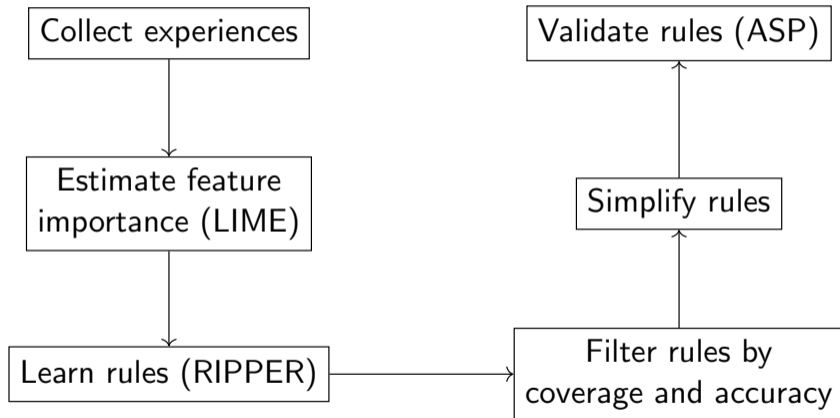 Collect experiences
Estimate feature
importance (LIME)
Learn rules (RIPPER)
Filter rules by
coverage and accuracy
Simplify rules
Validate rules (ASP)